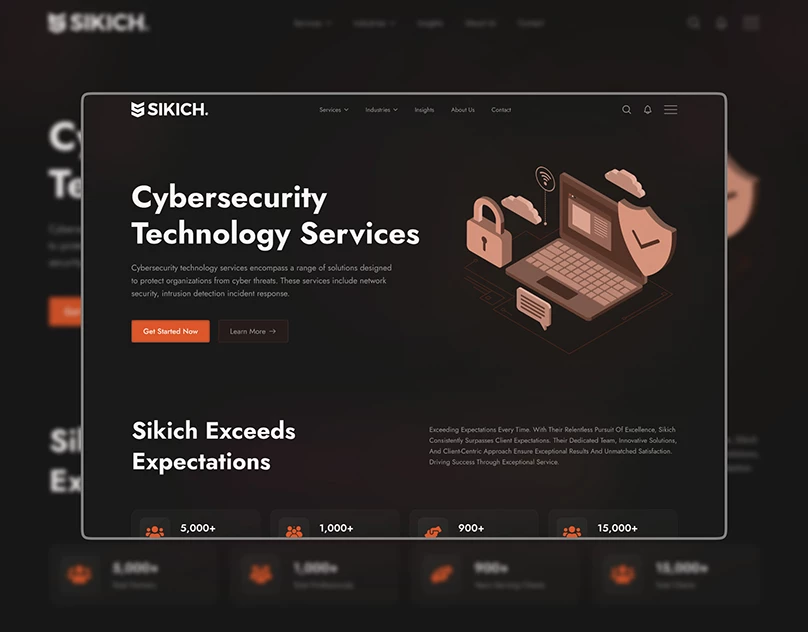 SIKICH.
Services
Industries
Insights
About Us
Contact
Cybersecurity
Technology Services
Cybersecurity technology services encompass a range of solutions designed
to protect organizations from cyber threats. These services include network
security, intrusion detection incident response.
Get Started Now
Learn More →
Sikich Exceeds
Expectations
Exceeding Expectations Every Time. With Their Relentless Pursuit Of Excellence, Sikich
Consistently Surpasses Client Expectations. Their Dedicated Team, Innovative Solutions,
And Client-Centric Approach Ensure Exceptional Results And Unmatched Satisfaction.
Driving Success Through Exceptional Service.
5,000+
1,000+
900+
15,000+